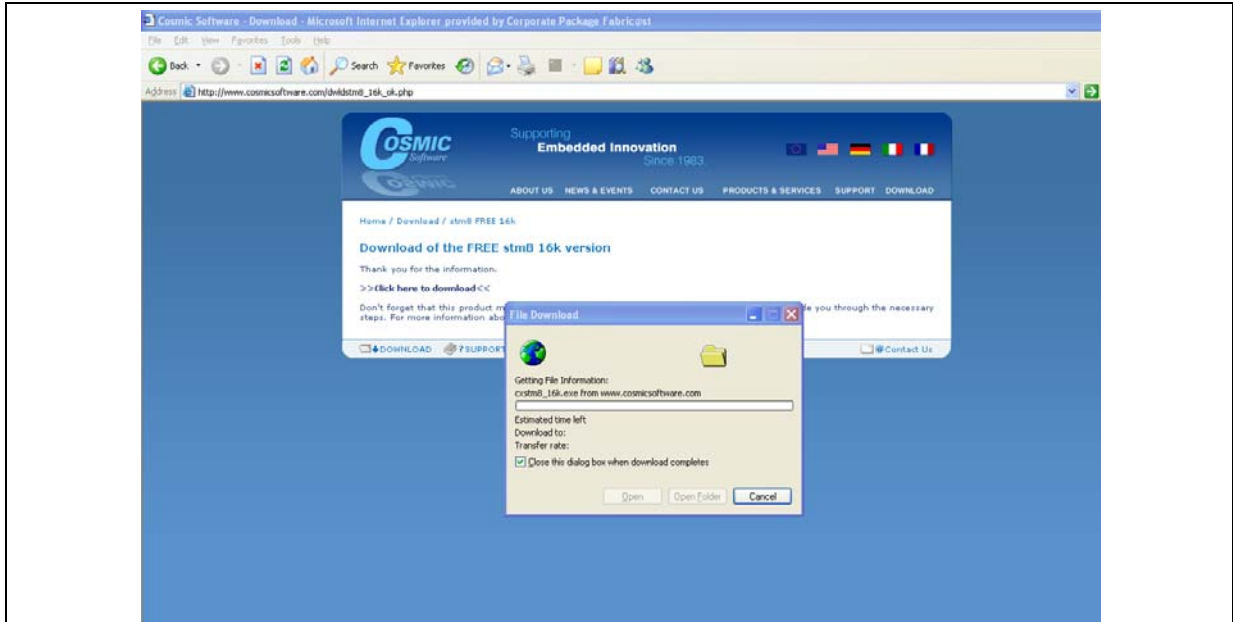 Cosmic Software - Download - Microsoft Internet Explorer provided by Corporate Package Fabric@st
File Edit View Favorites Tools Help
Back Search Favorites
Address http://www.cosmicsoftware.com/dwldstm8_16k_ok.php
COSMIC
Software
Supporting
Embedded Innovation
Since 1983.
ABOUT US NEWS & EVENTS CONTACT US PRODUCTS & SERVICES SUPPORT DOWNLOAD
Home / Download / stm8 FREE 16k
Download of the FREE stm8 16k version
Thank you for the information.
>>Click here to download<<
Don't forget that this product m
de you through the necessary
steps. For more information abo
DOWNLOAD ?SUPPORT @Contact Us
File Download
Getting File Information:
cxstm8_16k.exe from www.cosmicsoftware.com
Estimated time left
Download to:
Transfer rate:
Close this dialog box when download completes
Open Open Folder Cancel